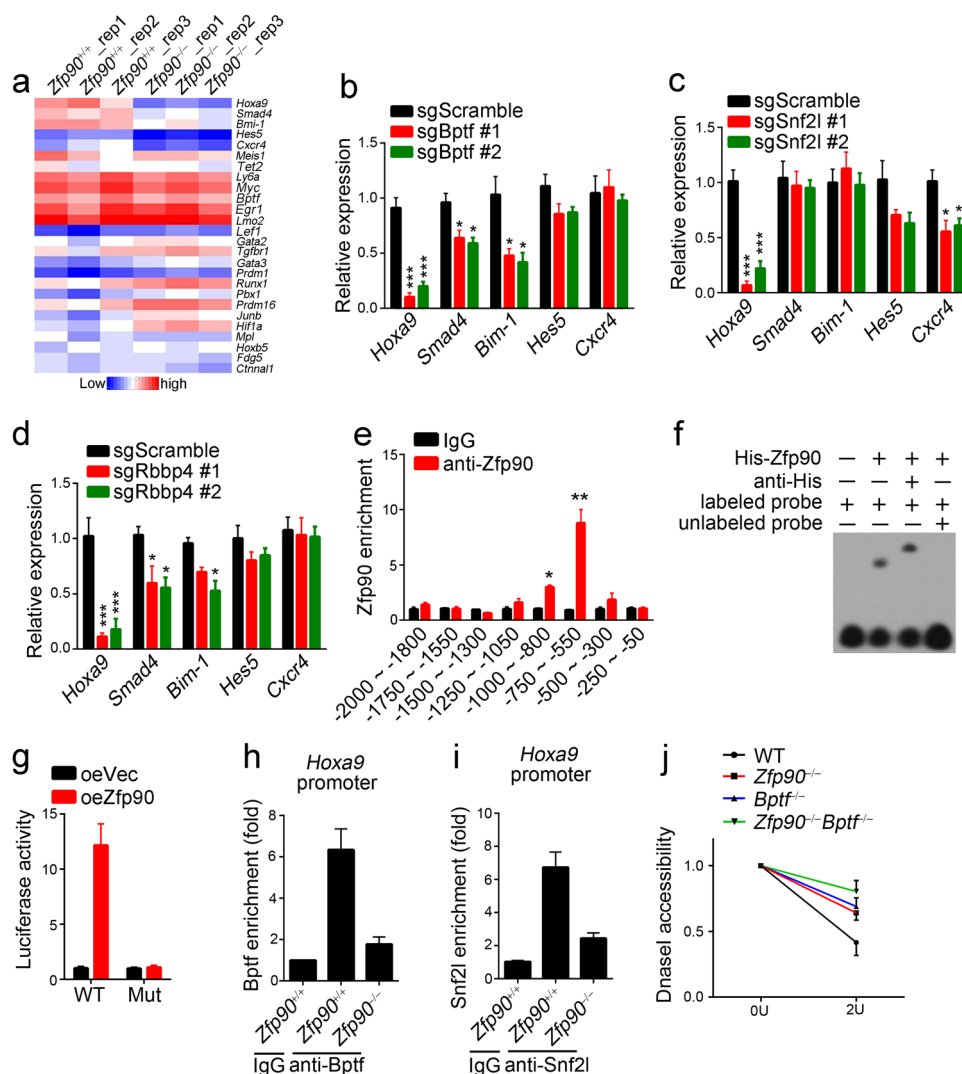 a
Zfp90+/+_rep1
Zfp90+/+_rep2
Zfp90+/+_rep3
Zfp90−/−_rep1
Zfp90−/−_rep2
Zfp90−/−_rep3
Hoxa9
Smad4
Bmi-1
Hes5
Cxcr4
Meis1
Tet2
Ly6a
Myc
Bptf
Egr1
Lmo2
Lef1
Gata2
Tgfbr1
Gata3
Prdm1
Runx1
Pbx1
Prdm16
Junb
Hif1a
Mpl
Hoxb5
Fdg5
Ctnnal1
Low high
b
sgScramble
sgBptf #1
sgBptf #2
Relative expression
1.5
1.0
0.5
0.0
***
***
* *
* *
Hoxa9 Smad4 Bim-1 Hes5 Cxcr4
c
sgScramble
sgSnf2l #1
sgSnf2l #2
Relative expression
1.5
1.0
0.5
0.0
***
***
* *
Hoxa9 Smad4 Bim-1 Hes5 Cxcr4
d
sgScramble
sgRbbp4 #1
sgRbbp4 #2
Relative expression
1.5
1.0
0.5
0.0
***
***
* *
*
Hoxa9 Smad4 Bim-1 Hes5 Cxcr4
e
IgG
anti-Zfp90
Zfp90 enrichment
15
10
5
0
*
**
-2000 ~ -1800
-1750 ~ -1550
-1500 ~ -1300
-1250 ~ -1050
-1000 ~ -800
-750 ~ -550
-500 ~ -300
-250 ~ -50
f
His-Zfp90 — + + +
anti-His — — + —
labeled probe + + + +
unlabeled probe — — — +
g
oeVec
oeZfp90
Luciferase activity
15
10
5
0
WT Mut
h
Hoxa9
promoter
Bptf enrichment (fold)
8
6
4
2
0
Zfp90+/+ Zfp90+/+ Zfp90−/−
IgG anti-Bptf
i
Hoxa9
promoter
Snf2l enrichment (fold)
10
8
6
4
2
0
Zfp90+/+ Zfp90+/+ Zfp90−/−
IgG anti-Snf2l
j
WT
Zfp90−/−
Bptf−/−
Zfp90−/−Bptf−/−
DnaseI accessibility
1.0
0.5
0.0
0U 2U